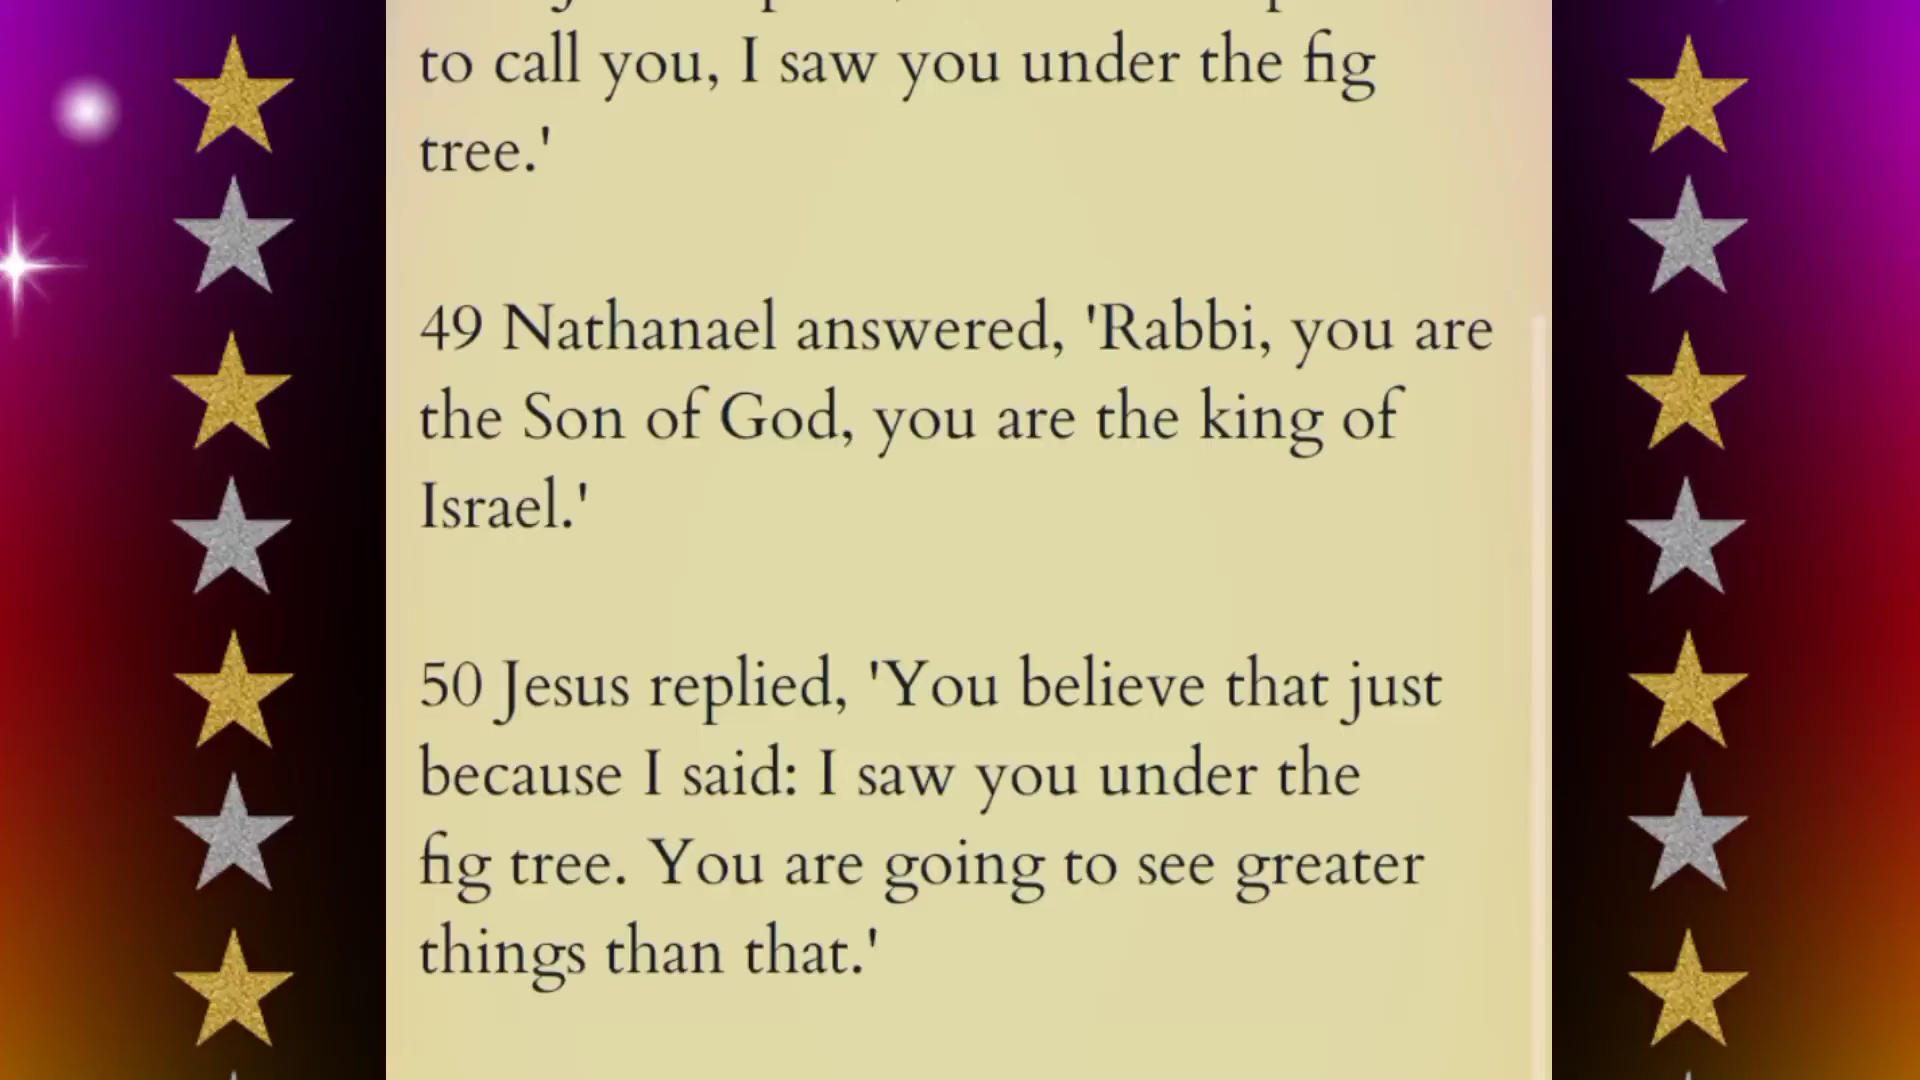 to call you, I saw you under the fig
tree.'
49 Nathanael answered, 'Rabbi, you are
the Son of God, you are the king of
Israel.'
50 Jesus replied, 'You believe that just
because I said: I saw you under the
fig tree. You are going to see greater
things than that.'